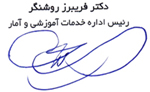 دکتر فریبرز روشنگر
رئیس اداره خدمات آموزشی و آمار